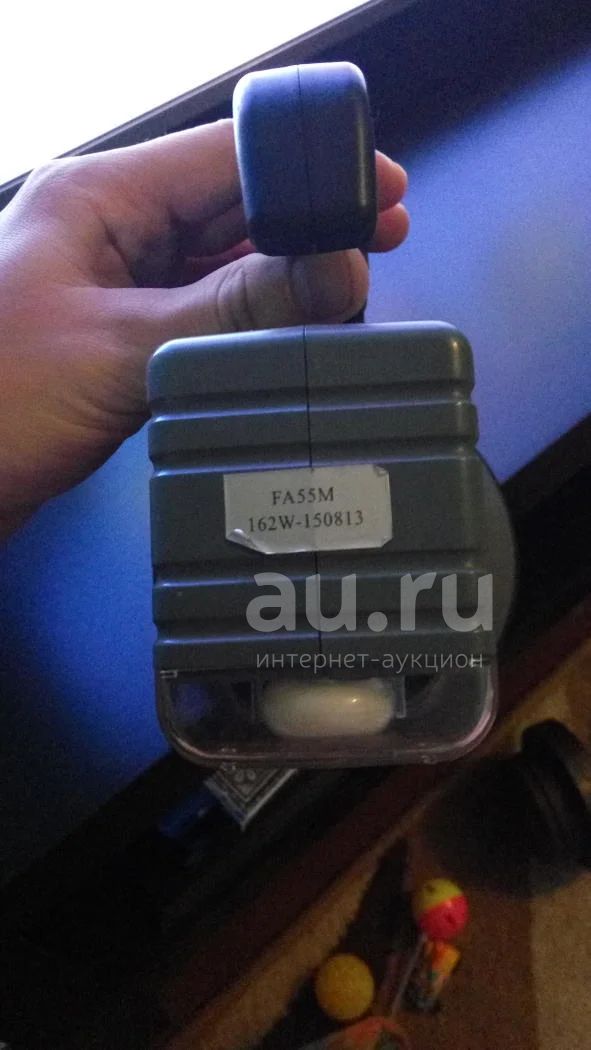 FA55M
162W-150813
au.ru
интернет-аукцион